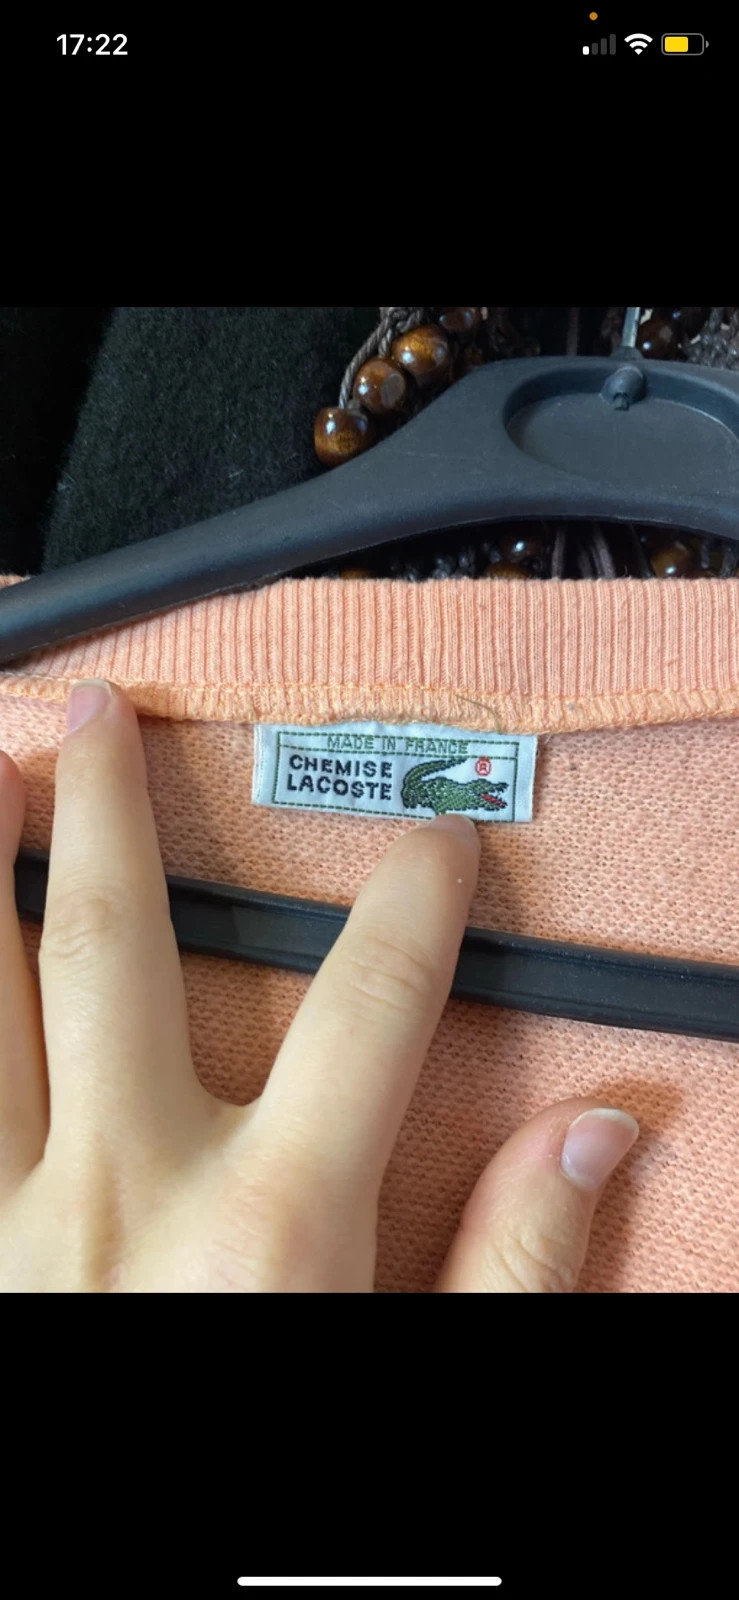 17:22
MADE IN FRANCE
CHEMISE
LACOSTE
®